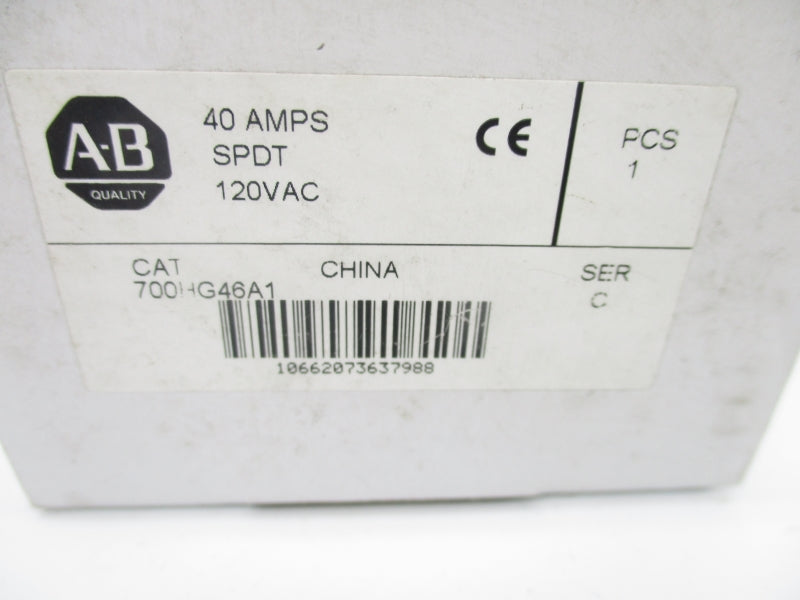 A-B
QUALITY
40 AMPS
SPDT
120VAC
CE
PCS
1
CAT
700HG46A1
CHINA
SER
C
10662073637988